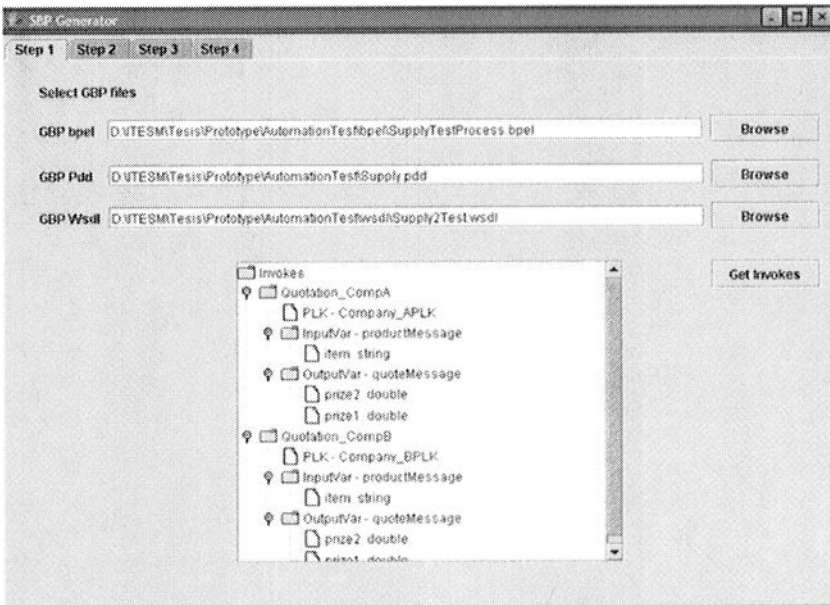 SBP Generator
Step 1 Step 2 Step 3 Step 4
Select GBP files
GBP bpel D:\ITESM\Tesis\Prototype\AutomationTest\bpel\SupplyTestProcess.bpel Browse
GBP Pdd D:\ITESM\Tesis\Prototype\AutomationTest\Supply.pdd Browse
GBP Wsdl D:\ITESM\Tesis\Prototype\AutomationTest\wsdl\Supply2Test.wsdl Browse
Get Invokes
Invokes
Quotation_CompA
PLK - Company_APLK
InputVar - productMessage
item string
OutputVar - quoteMessage
prize2 double
prize1 double
Quotation_CompB
PLK - Company_BPLK
InputVar - productMessage
item string
OutputVar - quoteMessage
prize2 double
prize1 double